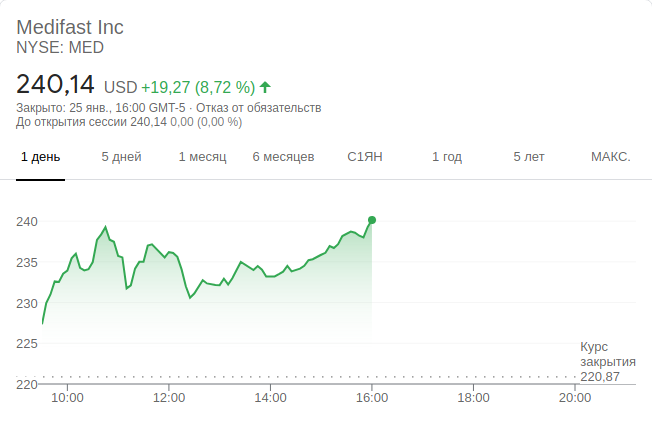 Medifast Inc
NYSE: MED
240,14 USD +19,27 (8,72 %)
Закрыто: 25 янв., 16:00 GMT-5 · Отказ от обязательств
До открытия сессии 240,14 0,00 (0,00 %)
1 день 5 дней 1 месяц 6 месяцев С1ЯН 1 год 5 лет МАКС.
240
235
230
225
220
Курс
закрытия
220,87
10:00 12:00 14:00 16:00 18:00 20:00